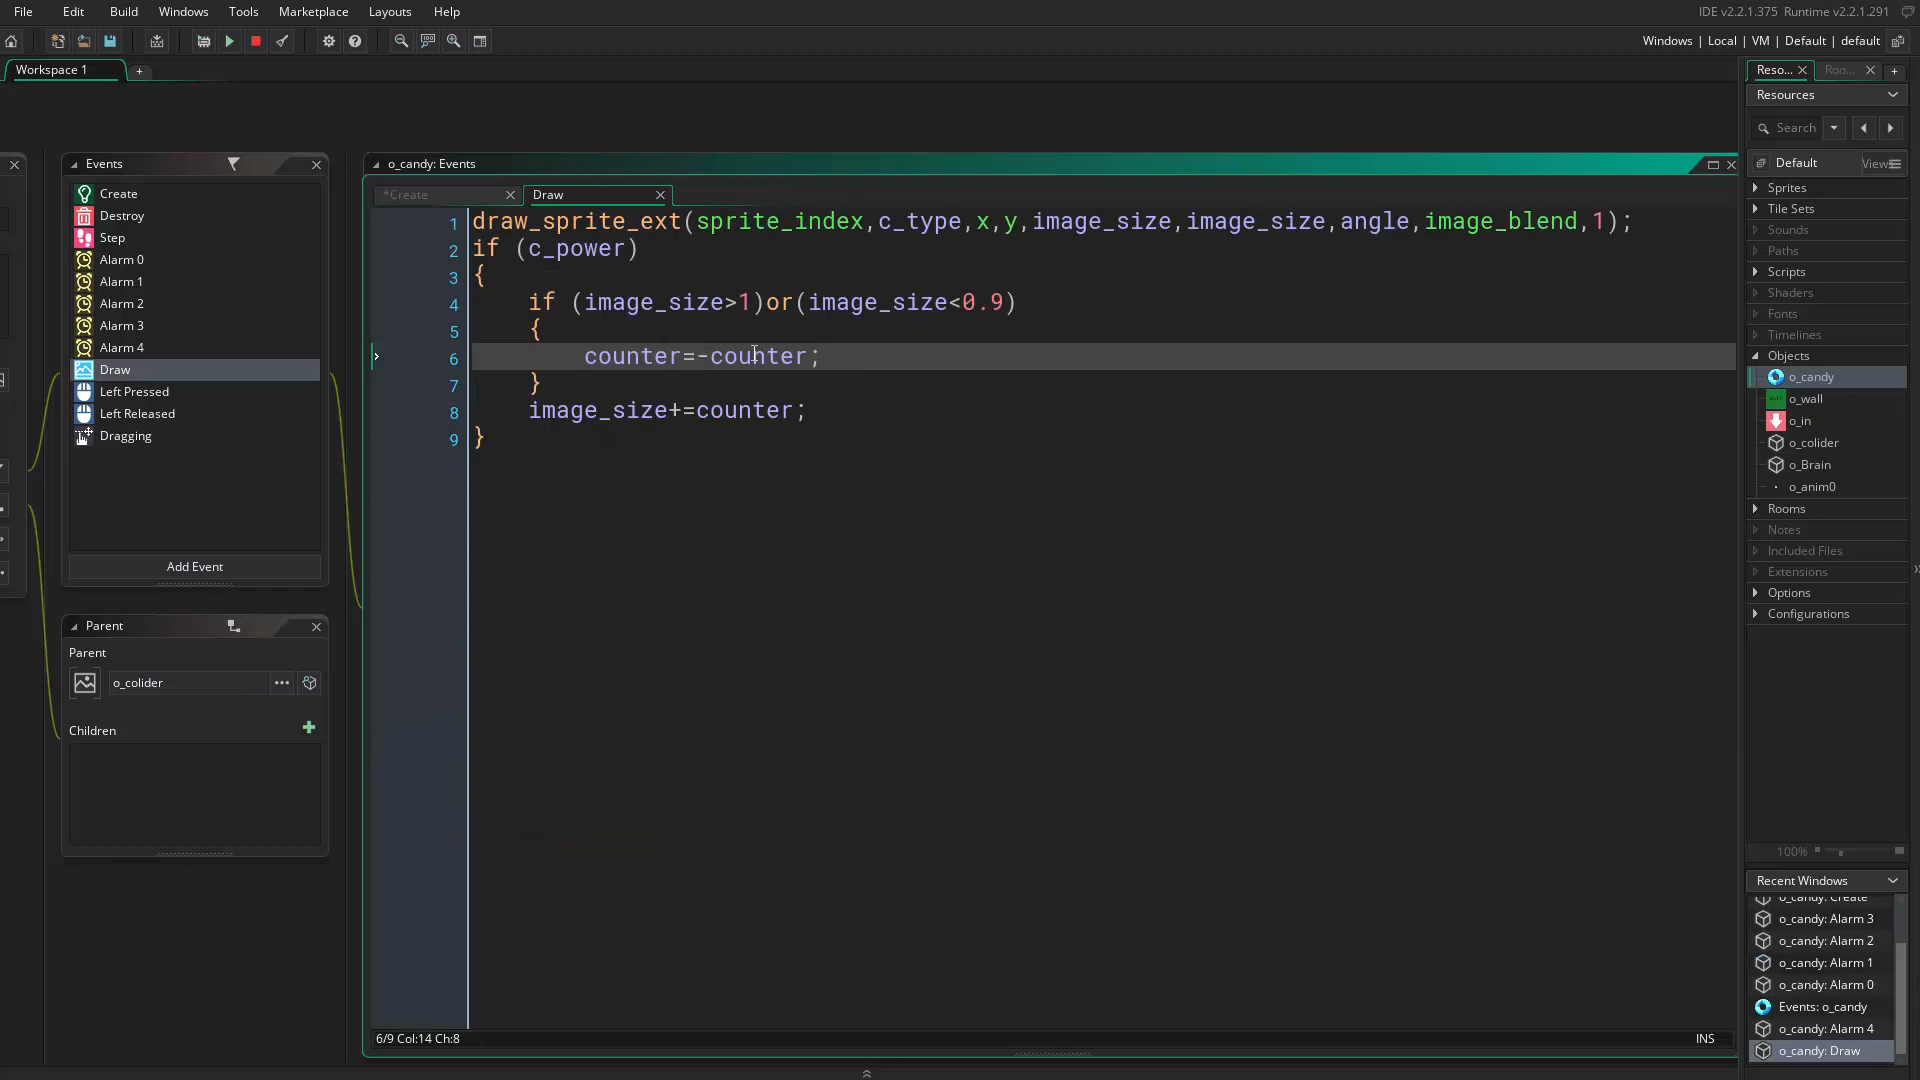 File Edit Build Windows Tools Marketplace Layouts Help
IDE v2.2.1.375 Runtime v2.2.1.291
Windows | Local | VM | Default | default
Workspace 1
Reso...
Roo...
Resources
Search
Default
Views
Sprites
Tile Sets
Sounds
Paths
Scripts
Shaders
Fonts
Timelines
Objects
o_candy
o_wall
o_in
o_colider
o_Brain
o_anim0
Rooms
Notes
Included Files
Extensions
Options
Configurations
100%
Recent Windows
o_candy: Create
o_candy: Alarm 3
o_candy: Alarm 2
o_candy: Alarm 1
o_candy: Alarm 0
Events: o_candy
o_candy: Alarm 4
o_candy: Draw
Events
Create
Destroy
Step
Alarm 0
Alarm 1
Alarm 2
Alarm 3
Alarm 4
Draw
Left Pressed
Left Released
Dragging
Add Event
Parent
Parent
o_colider
Children
o_candy: Events
*Create
Draw
1 draw_sprite_ext(sprite_index,c_type,x,y,image_size,image_size,angle,image_blend,1);
2 if (c_power)
3 {
4 if (image_size>1)or(image_size<0.9)
5 {
6 counter=-counter;
7 }
8 image_size+=counter;
9 }
6/9 Col:14 Ch:8
INS